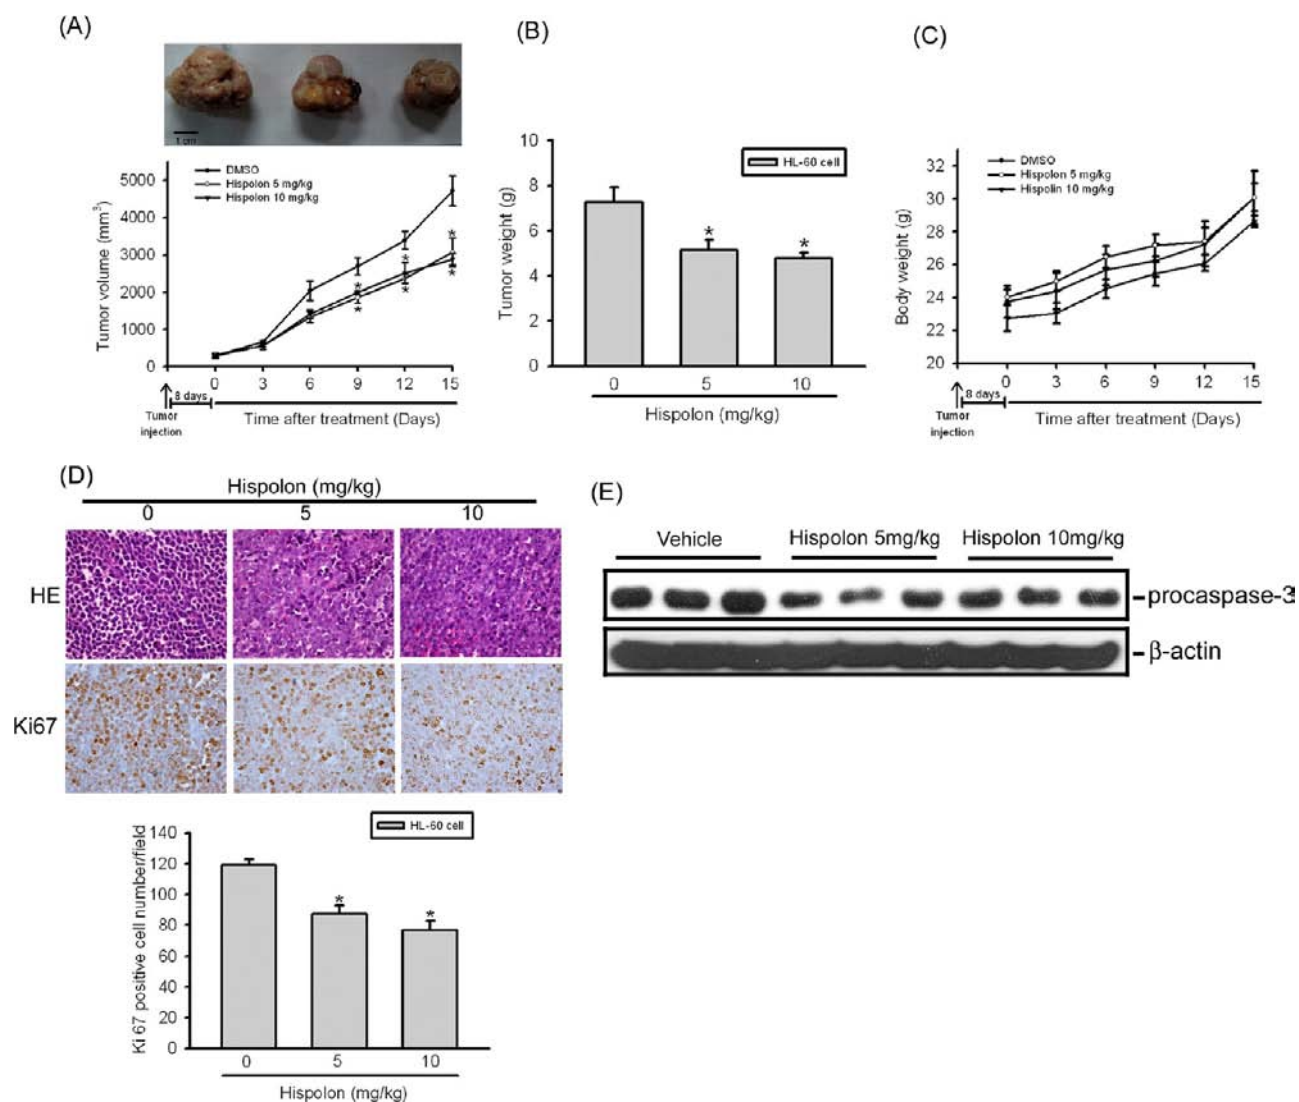 (A)
1 cm
DMSO
Hispolon 5 mg/kg
Hispolon 10 mg/kg
Tumor volume (mm³)
5000
4000
3000
2000
1000
0
*
*
*
*
*
*
0 3 6 9 12 15
8 days
Tumor
injection
Time after treatment (Days)
(B)
HL-60 cell
Tumor weight (g)
10
8
6
4
2
0
*
*
0 5 10
Hispolon (mg/kg)
(C)
DMSO
Hispolon 5 mg/kg
Hispolin 10 mg/kg
Body weight (g)
32
30
28
26
24
22
20
0 3 6 9 12 15
8 days
Tumor
injection
Time after treatment (Days)
(D)
Hispolon (mg/kg)
0 5 10
HE
Ki67
HL-60 cell
Ki 67 positive cell number/field
140
120
100
80
60
40
20
0
*
*
0 5 10
Hispolon (mg/kg)
(E)
Vehicle Hispolon 5mg/kg Hispolon 10mg/kg
procaspase-3
β-actin